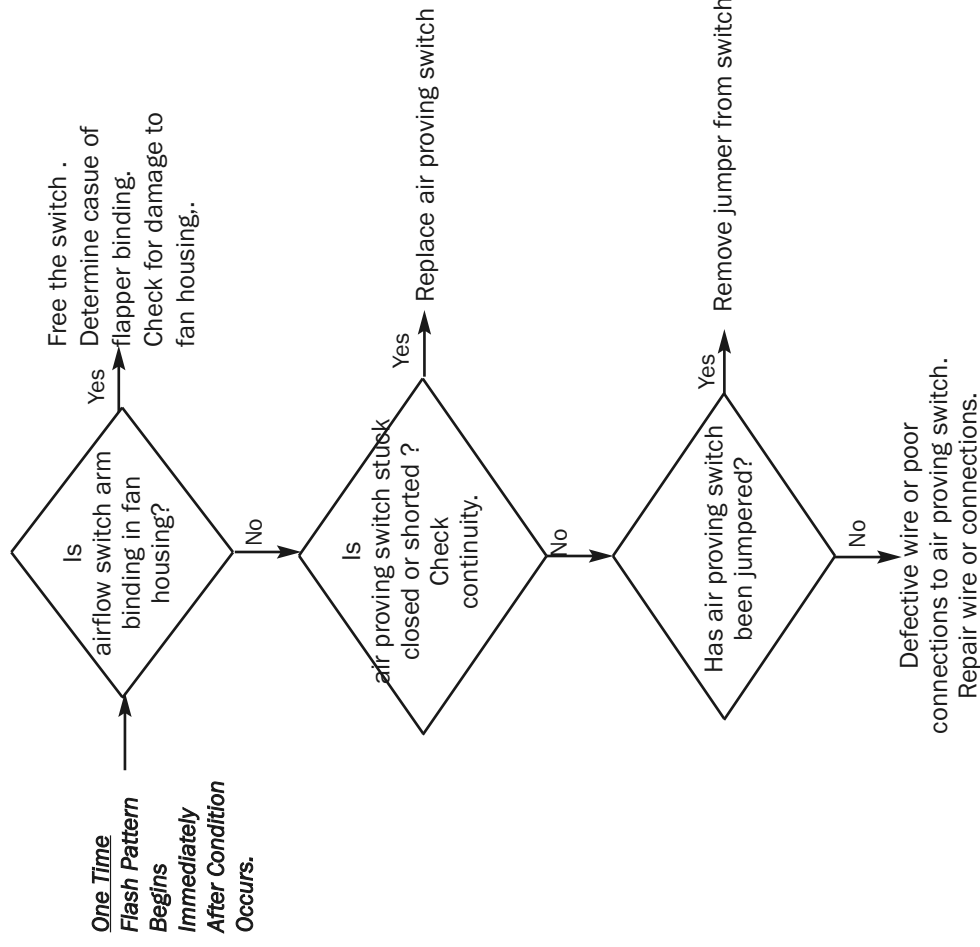 One Time
Flash Pattern
Begins
Immediately
After Condition
Occurs.
Is
airflow switch arm
binding in fan
housing?
Yes
Free the switch .
Determine casue of
flapper binding.
Check for damage to
fan housing,.
No
Is
air proving switch stuck
closed or shorted ?
Check
continuity.
Yes
Replace air proving switch
No
Has air proving switch
been jumpered?
Yes
Remove jumper from switch
No
Defective wire or poor
connections to air proving switch.
Repair wire or connections.